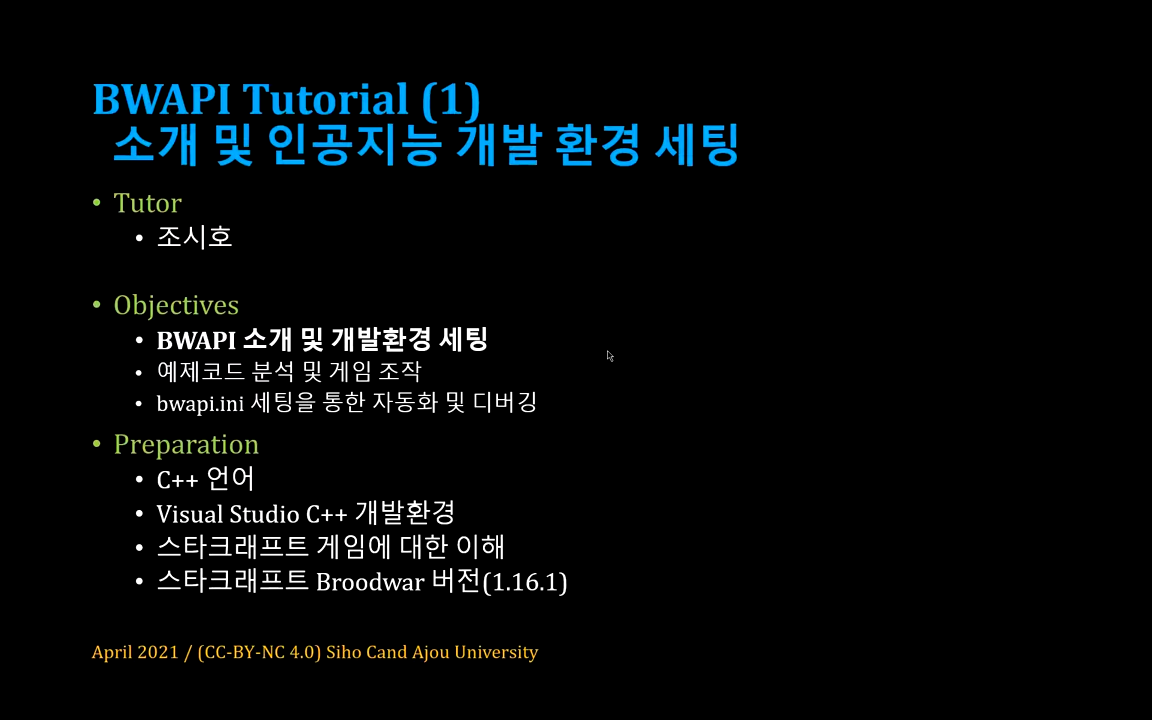 BWAPI Tutorial (1)
소개 및 인공지능 개발 환경 세팅
• Tutor
• 조시호
• Objectives
• BWAPI 소개 및 개발환경 세팅
• 예제코드 분석 및 게임 조작
• bwapi.ini 세팅을 통한 자동화 및 디버깅
• Preparation
• C++ 언어
• Visual Studio C++ 개발환경
• 스타크래프트 게임에 대한 이해
• 스타크래프트 Broodwar 버전(1.16.1)
April 2021 / (CC-BY-NC 4.0) Siho Cand Ajou University